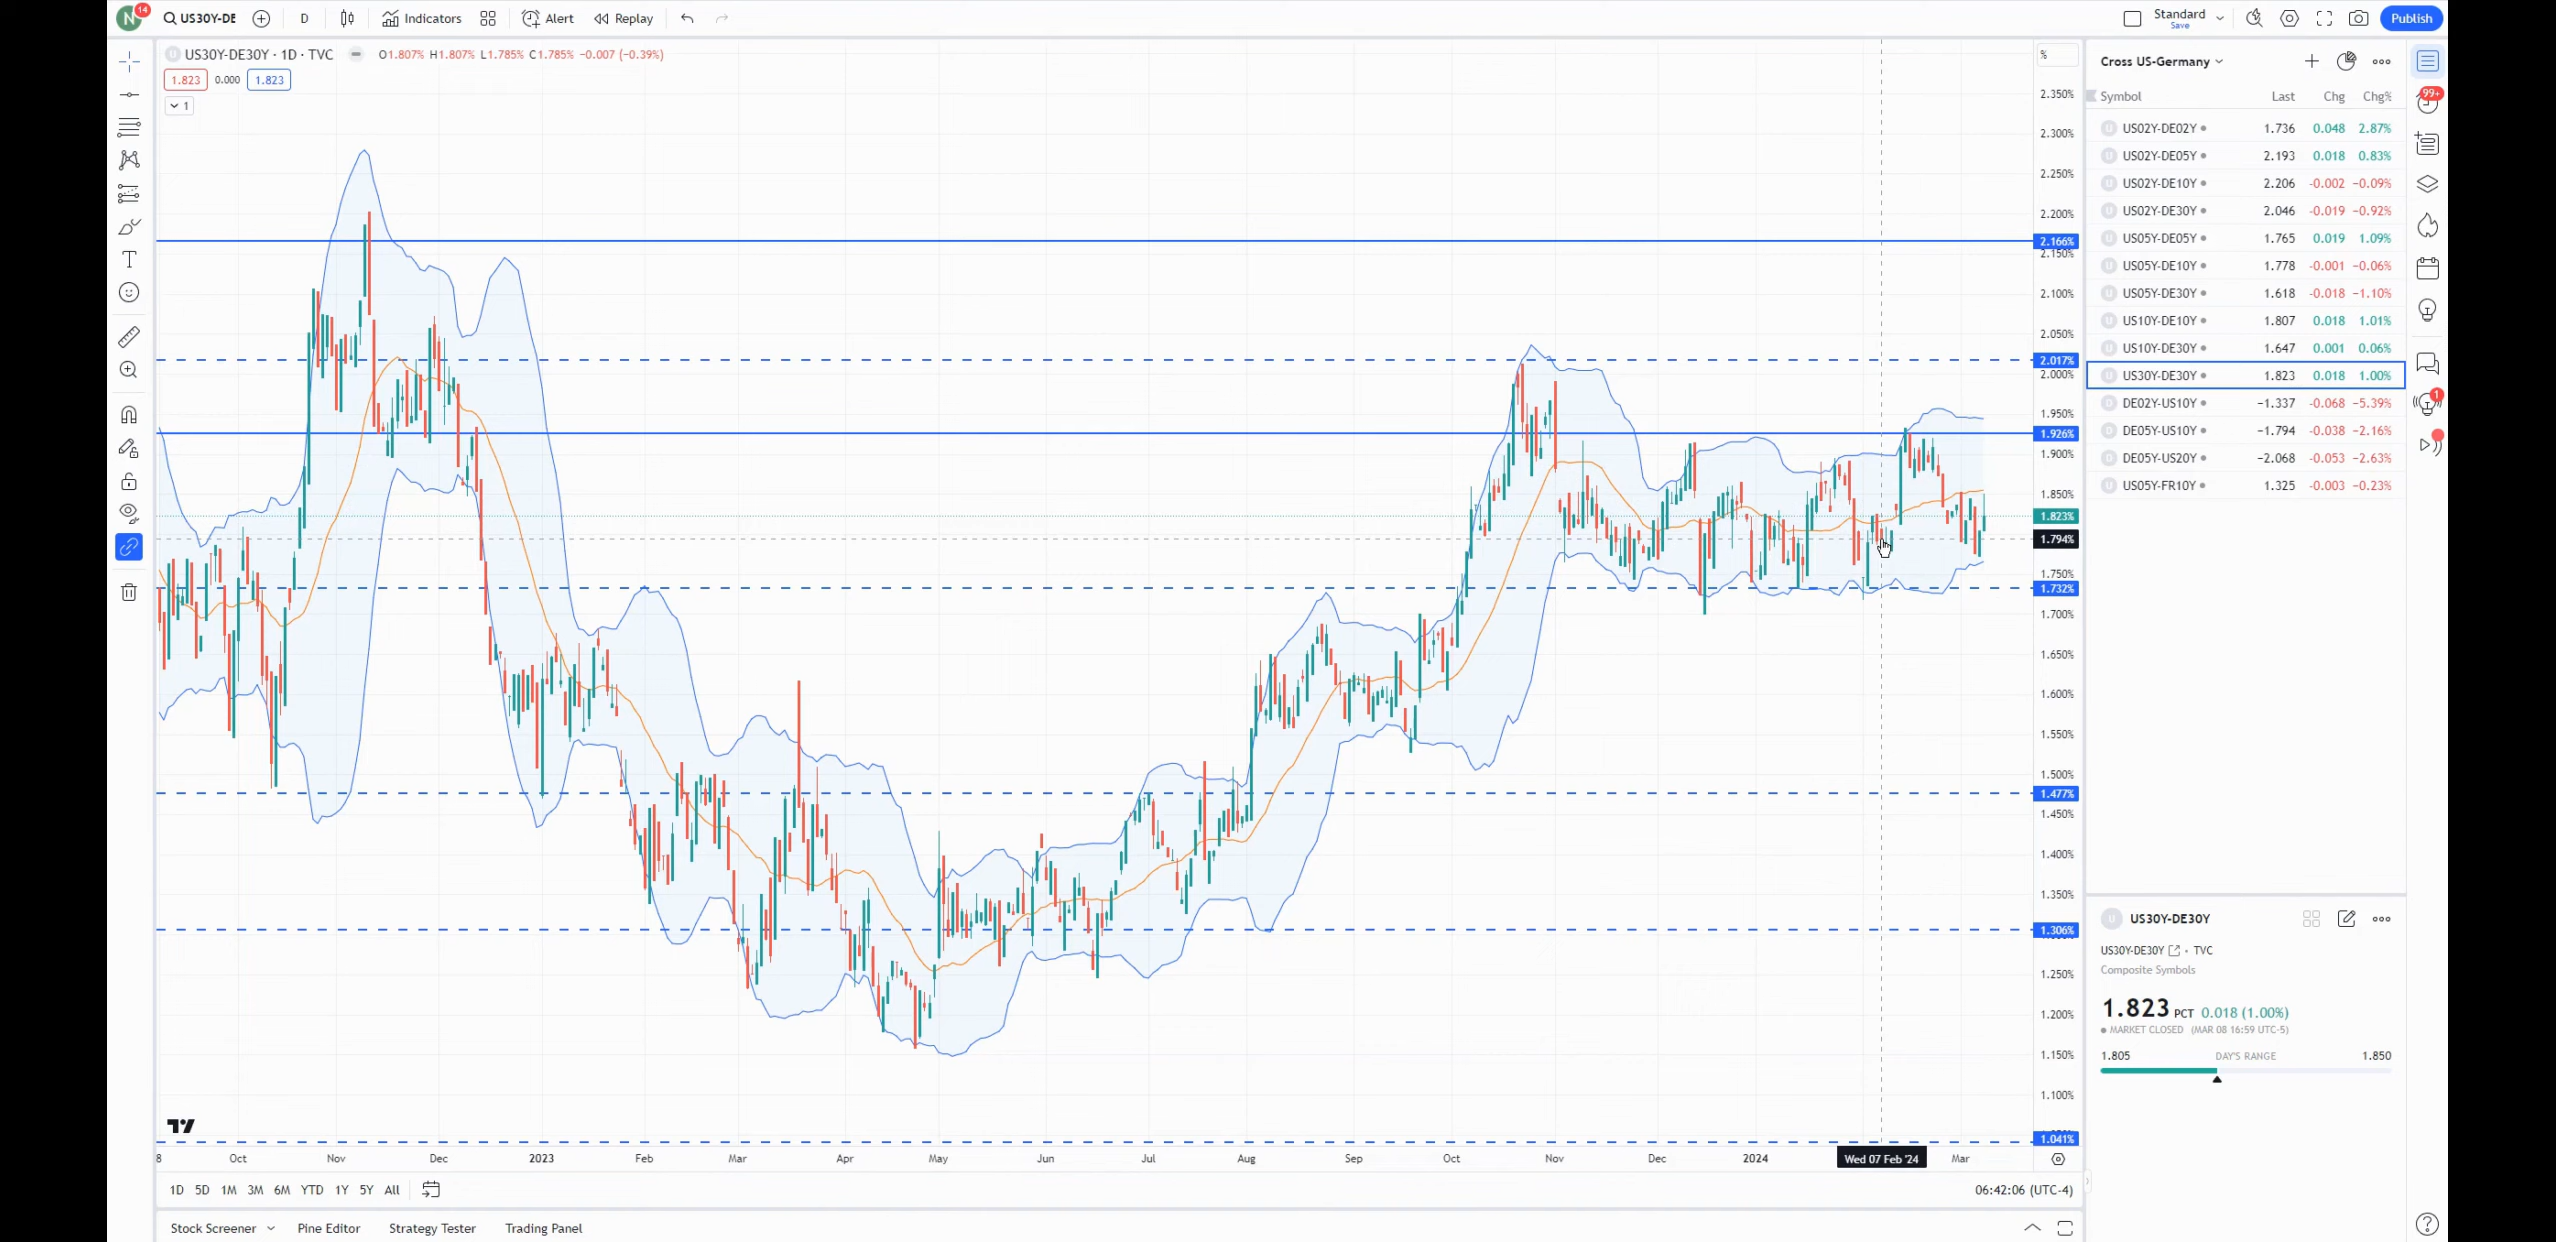 N 14 US30Y-DE D Indicators Alert Replay Standard Save Publish
US30Y-DE30Y · 1D · TVC O1.807% H1.807% L1.785% C1.785% −0.007 (−0.39%)
1.823 0.000 1.823
1
%
2.350%
2.300%
2.250%
2.200%
2.166%
2.150%
2.100%
2.050%
2.017%
2.000%
1.950%
1.926%
1.900%
1.850%
1.823%
1.794%
1.750%
1.732%
1.700%
1.650%
1.600%
1.550%
1.500%
1.477%
1.450%
1.400%
1.350%
1.306%
1.250%
1.200%
1.150%
1.100%
1.041%
8 Oct Nov Dec 2023 Feb Mar Apr May Jun Jul Aug Sep Oct Nov Dec 2024 Wed 07 Feb '24 Mar
1D 5D 1M 3M 6M YTD 1Y 5Y All 06:42:06 (UTC-4)
Stock Screener Pine Editor Strategy Tester Trading Panel
Cross US-Germany
Symbol Last Chg Chg%
U US02Y-DE02Y 1.736 0.048 2.87%
U US02Y-DE05Y 2.193 0.018 0.83%
U US02Y-DE10Y 2.206 -0.002 −0.09%
U US02Y-DE30Y 2.046 -0.019 −0.92%
U US05Y-DE05Y 1.765 0.019 1.09%
U US05Y-DE10Y 1.778 -0.001 −0.06%
U US05Y-DE30Y 1.618 -0.018 −1.10%
U US10Y-DE10Y 1.807 0.018 1.01%
U US10Y-DE30Y 1.647 0.001 0.06%
U US30Y-DE30Y 1.823 0.018 1.00%
D DE02Y-US10Y −1.337 -0.068 −5.39%
D DE05Y-US10Y −1.794 -0.038 −2.16%
D DE05Y-US20Y −2.068 -0.053 −2.63%
U US05Y-FR10Y 1.325 -0.003 −0.23%
99+
1
U US30Y-DE30Y
US30Y-DE30Y · TVC
Composite Symbols
1.823 PCT 0.018 (1.00%)
MARKET CLOSED (MAR 08 16:59 UTC-5)
1.805 DAY'S RANGE 1.850